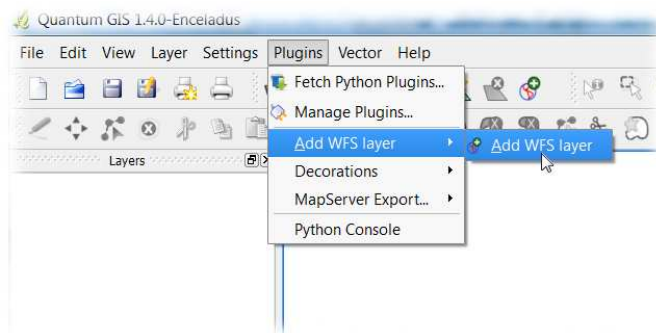 Quantum GIS 1.4.0-Enceladus
File Edit View Layer Settings Plugins Vector Help
Fetch Python Plugins...
Manage Plugins...
Add WFS layer
Add WFS layer
Layers
Decorations
MapServer Export...
Python Console